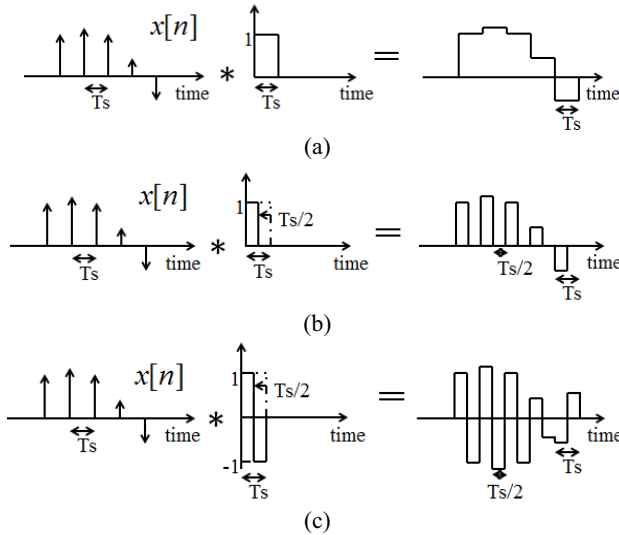 x[n]
1
* =
Ts time time time
Ts
(a)
x[n]
1
Ts/2
* =
Ts time Ts time Ts/2 time
Ts
(b)
x[n]
1
Ts/2
* =
Ts time time time
-1
Ts
Ts
Ts/2
(c)